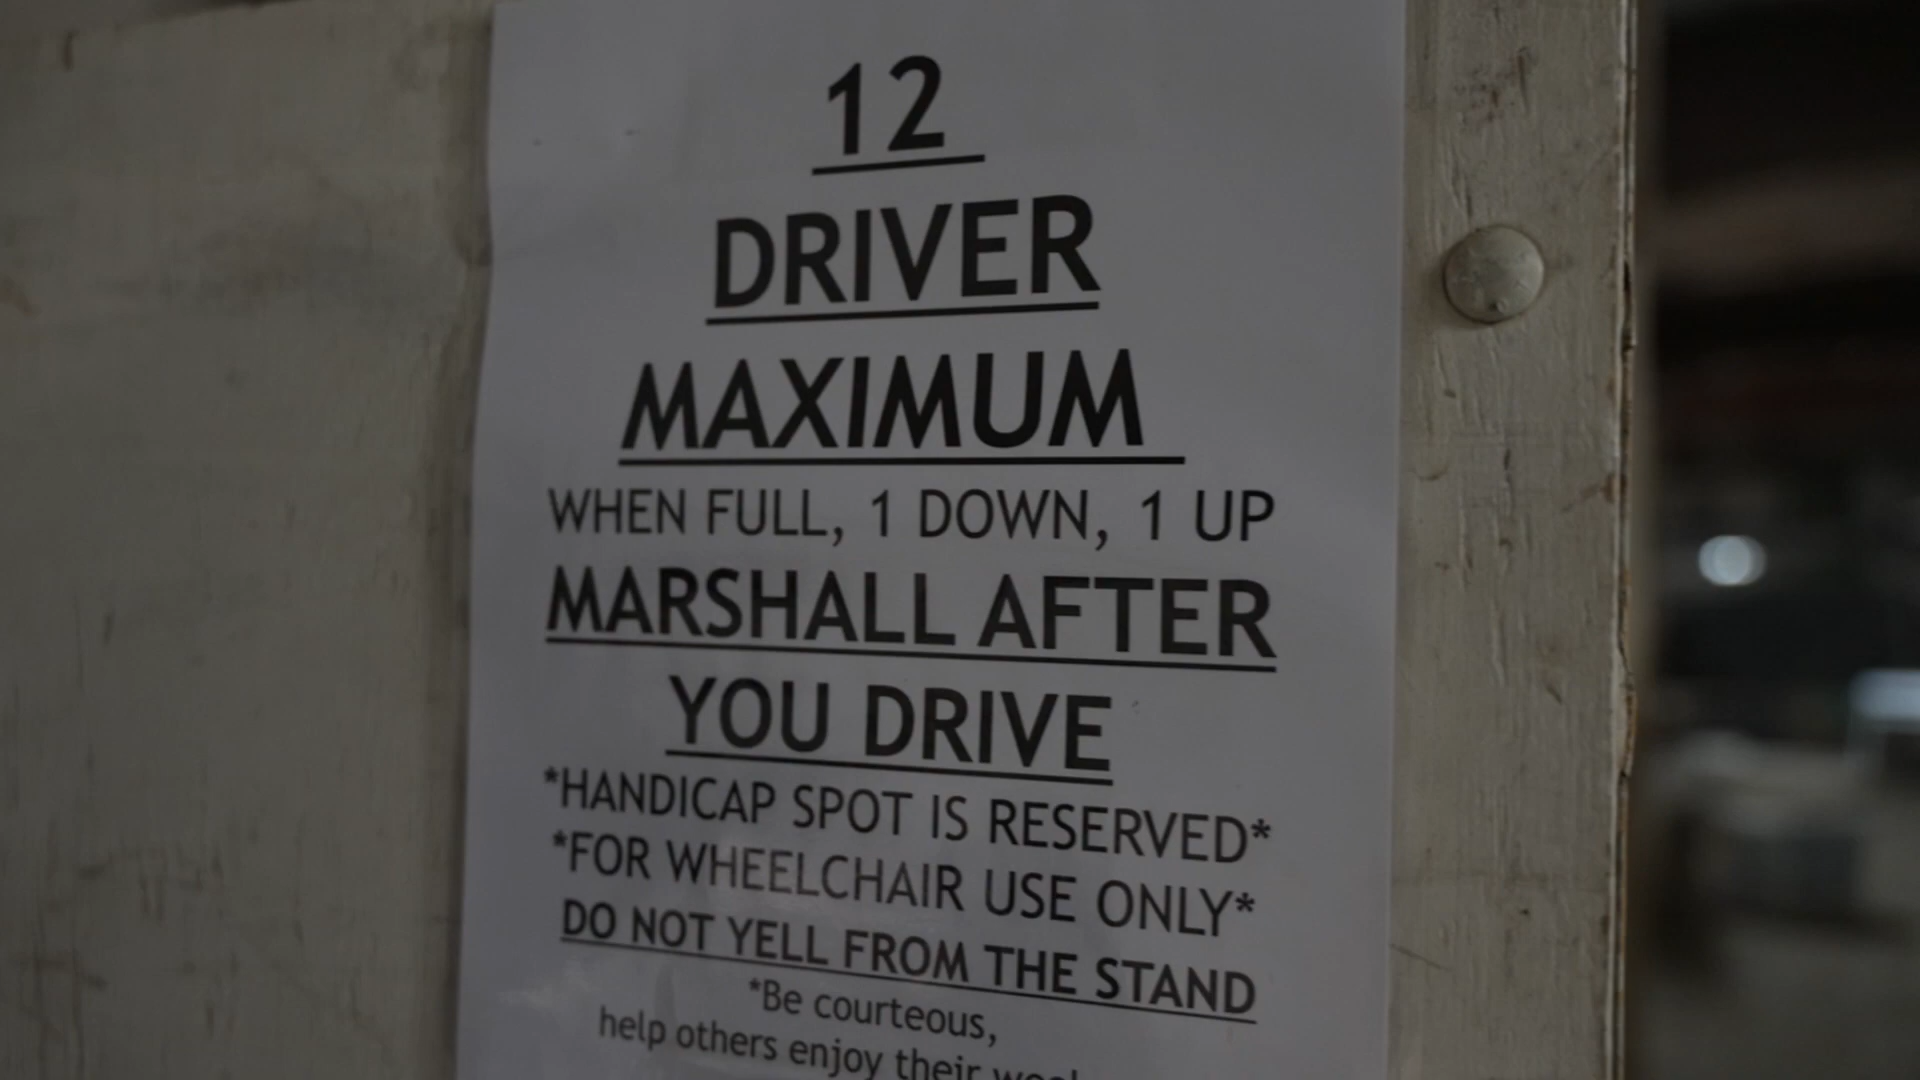 12
DRIVER
MAXIMUM
WHEN FULL, 1 DOWN, 1 UP
MARSHALL AFTER
YOU DRIVE
*HANDICAP SPOT IS RESERVED*
*FOR WHEELCHAIR USE ONLY*
DO NOT YELL FROM THE STAND
*Be courteous,
help others enjoy their